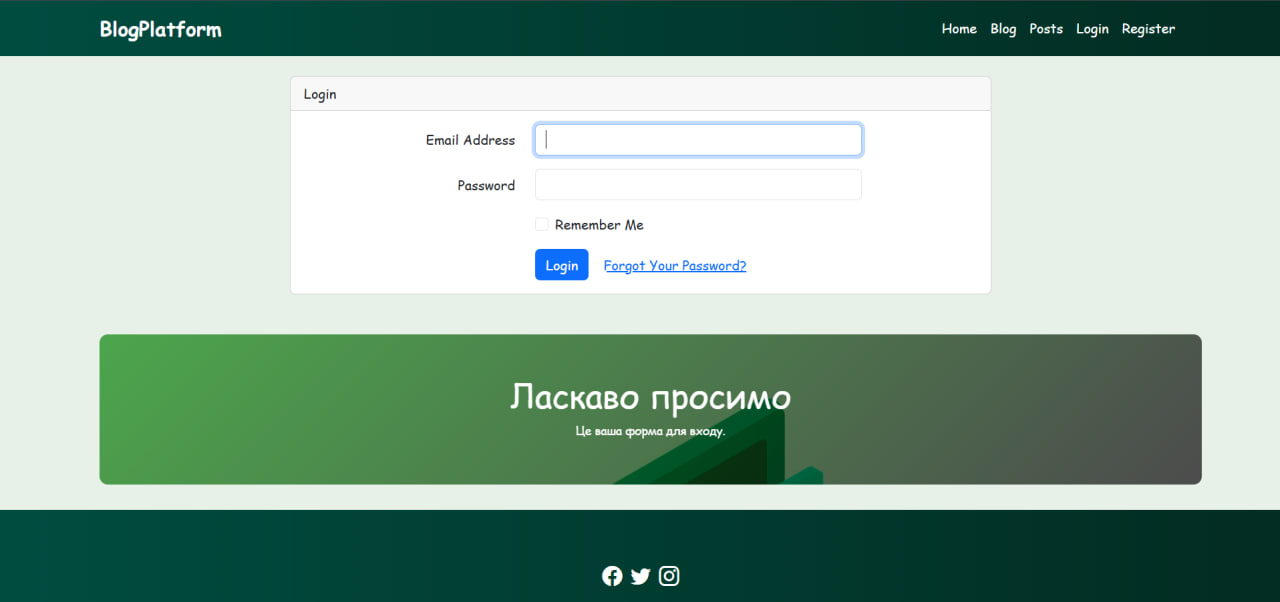 BlogPlatform
Home Blog Posts Login Register
Login
Email Address
Password
Remember Me
Login Forgot Your Password?
Ласкаво просимо
Це ваша форма для входу.